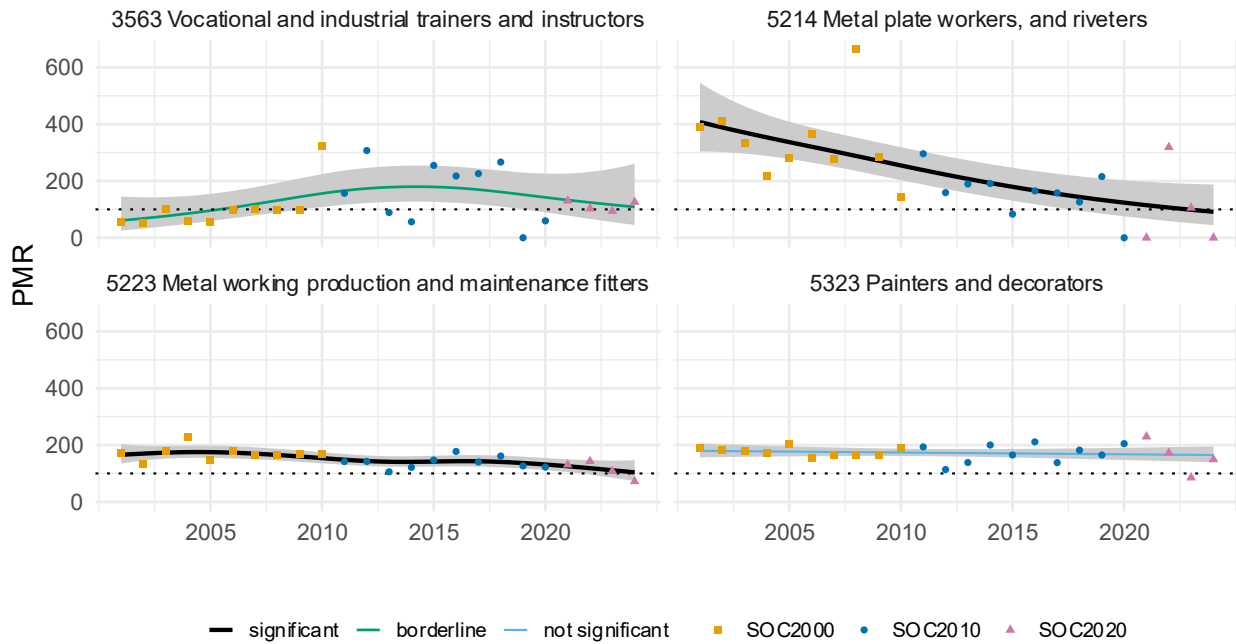 3563 Vocational and industrial trainers and instructors
5214 Metal plate workers, and riveters
600
400
200
0
5223 Metal working production and maintenance fitters
5323 Painters and decorators
600
400
200
0
PMR
2005 2010 2015 2020
2005 2010 2015 2020
significant borderline not significant SOC2000 SOC2010 SOC2020